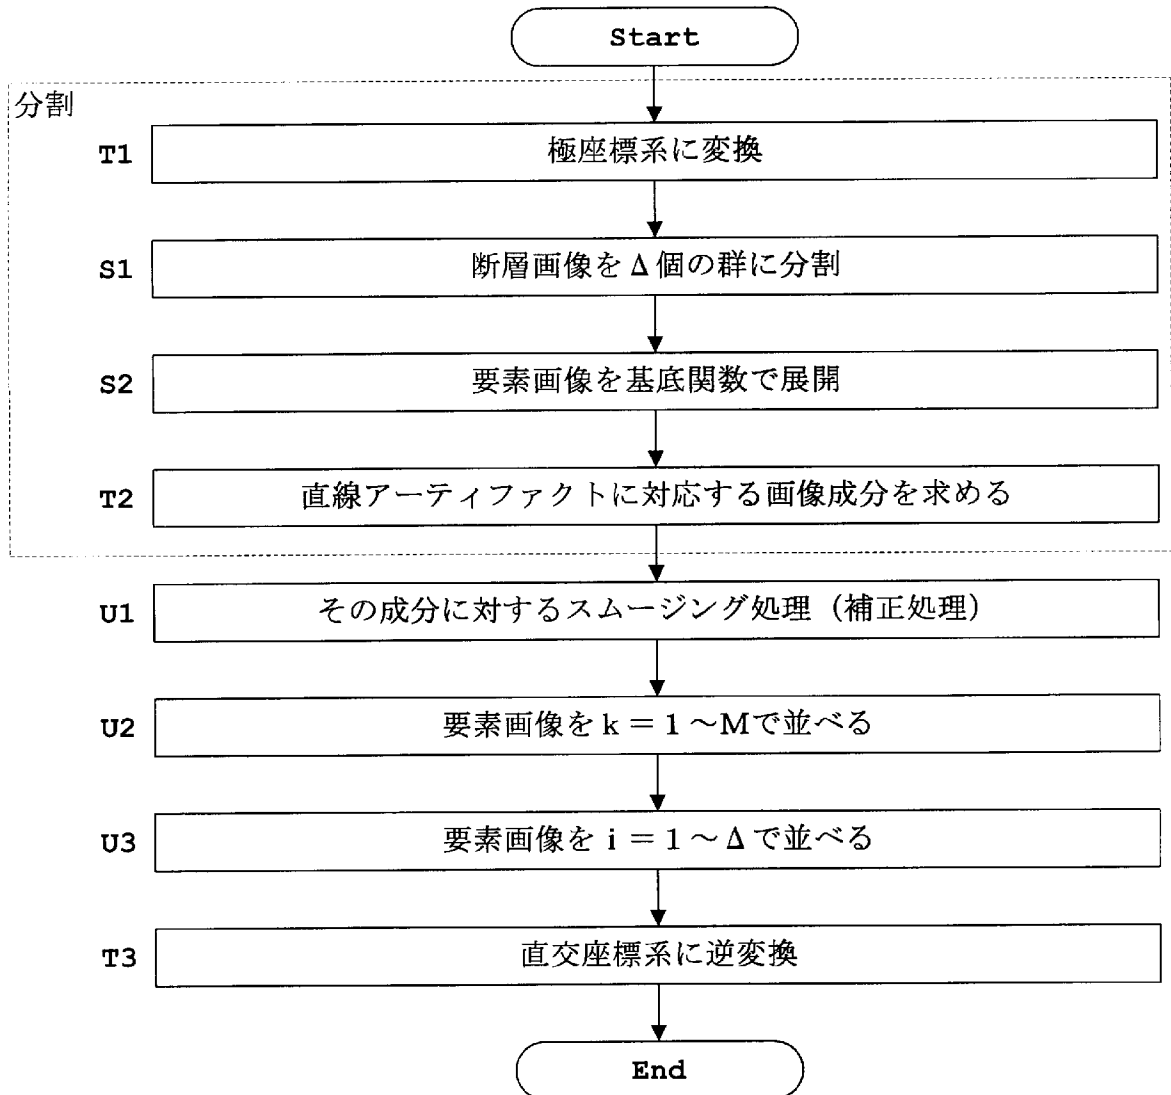 Start
分割
T1 極座標系に変換
S1 断層画像をΔ個の群に分割
S2 要素画像を基底関数で展開
T2 直線アーティファクトに対応する画像成分を求める
U1 その成分に対するスムージング処理（補正処理）
U2 要素画像を k = 1 ～M で並べる
U3 要素画像を i = 1 ～ Δ で並べる
T3 直交座標系に逆変換
End